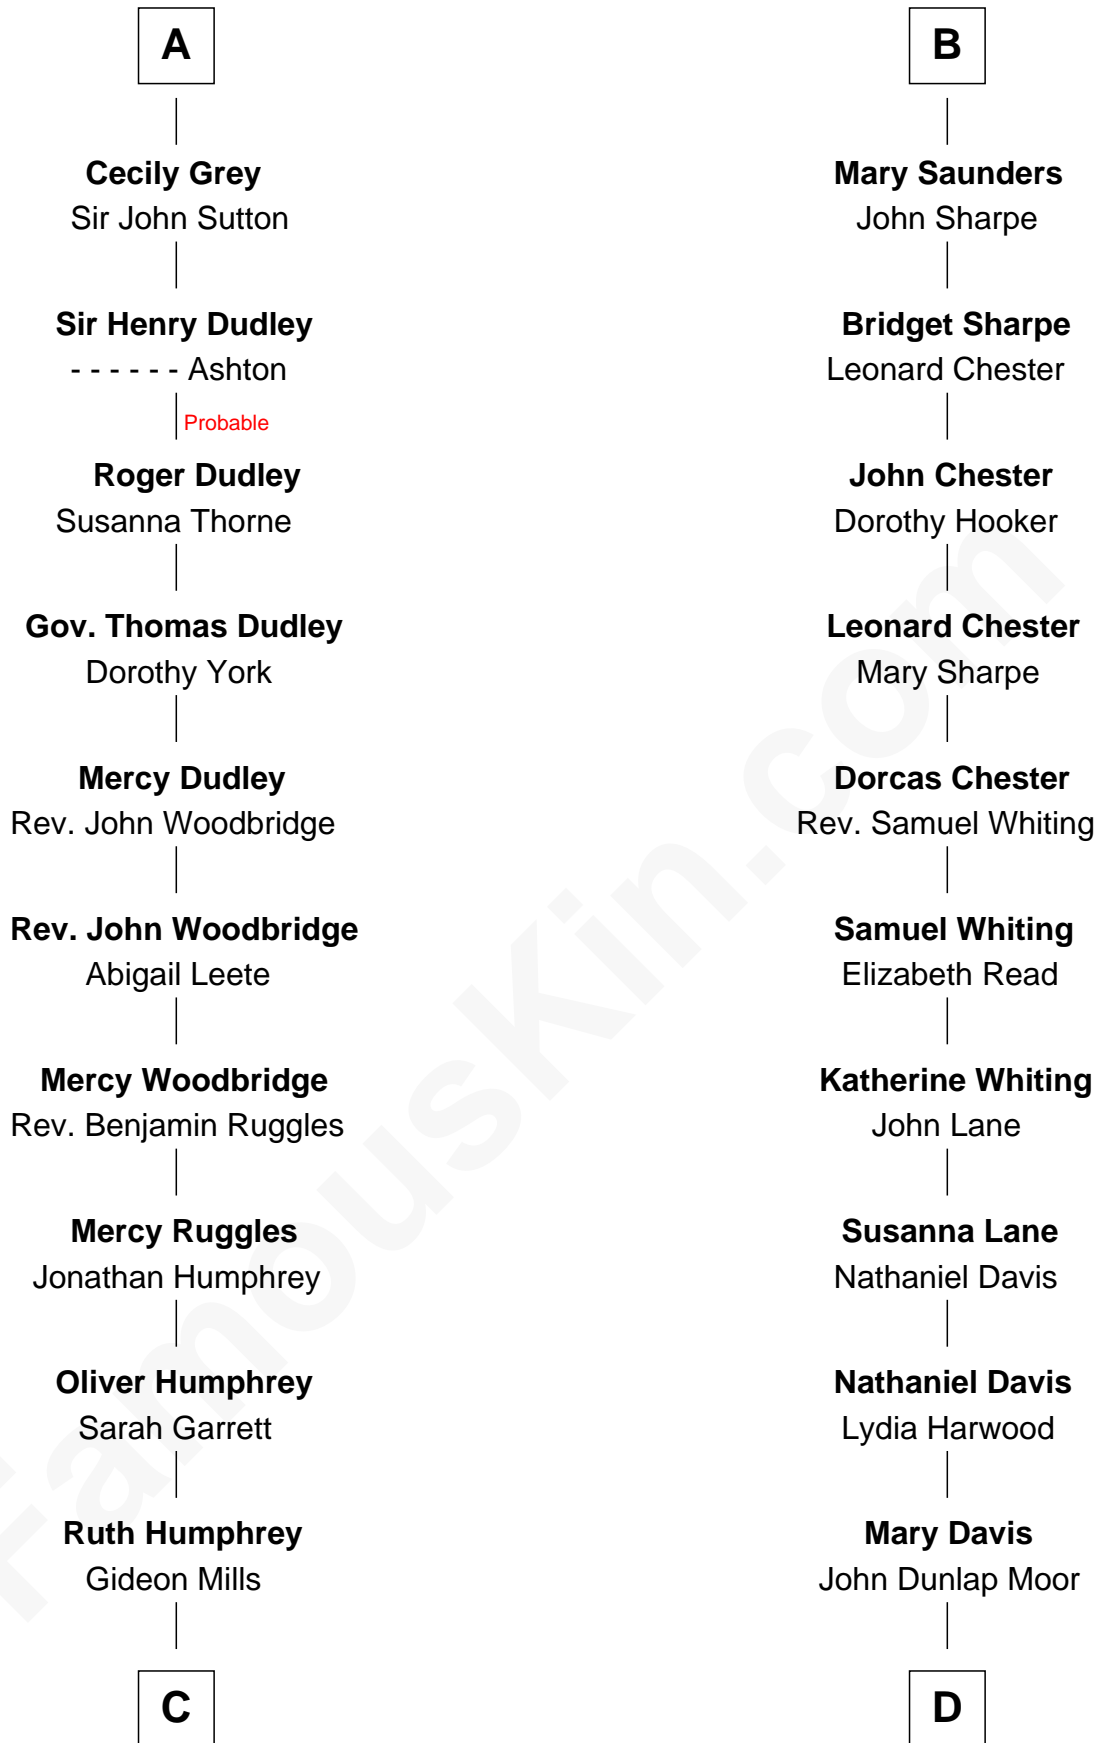 A
Cecily Grey
Sir John Sutton
Sir Henry Dudley
- - - - - - Ashton
Probable
Roger Dudley
Susanna Thorne
Gov. Thomas Dudley
Dorothy York
Mercy Dudley
Rev. John Woodbridge
Rev. John Woodbridge
Abigail Leete
Mercy Woodbridge
Rev. Benjamin Ruggles
Mercy Ruggles
Jonathan Humphrey
Oliver Humphrey
Sarah Garrett
Ruth Humphrey
Gideon Mills
C
B
Mary Saunders
John Sharpe
Bridget Sharpe
Leonard Chester
John Chester
Dorothy Hooker
Leonard Chester
Mary Sharpe
Dorcas Chester
Rev. Samuel Whiting
Samuel Whiting
Elizabeth Read
Katherine Whiting
John Lane
Susanna Lane
Nathaniel Davis
Nathaniel Davis
Lydia Harwood
Mary Davis
John Dunlap Moor
D
FamousKin.com